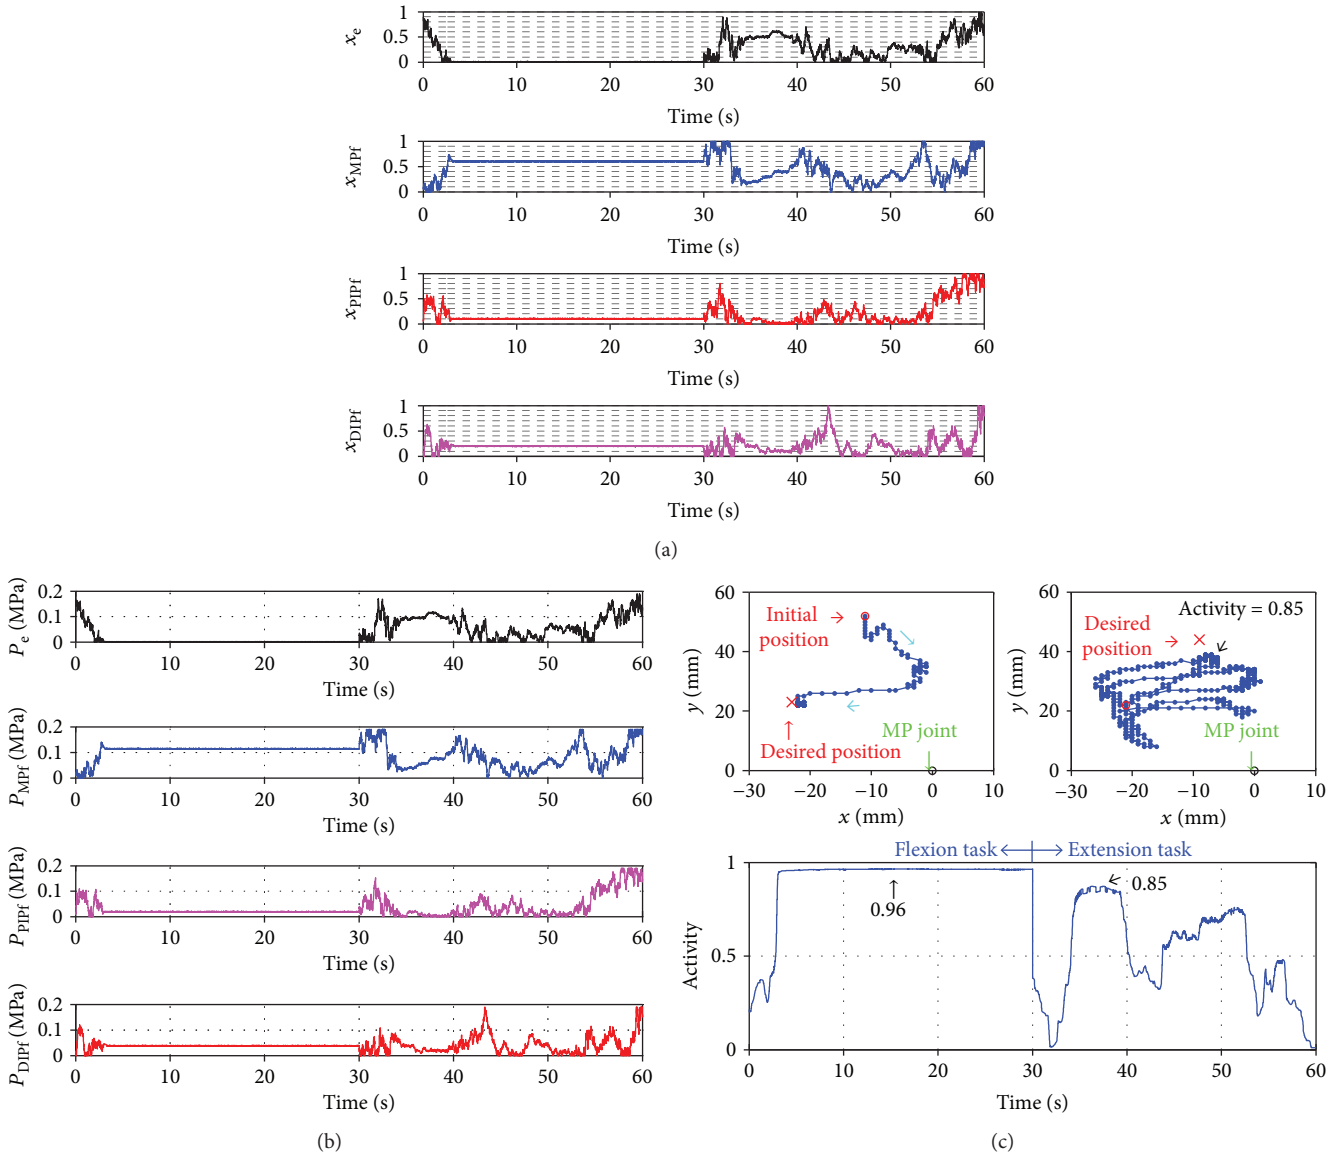 x_e
1
0.5
0
0 10 20 30 40 50 60
Time (s)
x_MPf
1
0.5
0
0 10 20 30 40 50 60
Time (s)
x_PIPf
1
0.5
0
0 10 20 30 40 50 60
Time (s)
x_DIPf
1
0.5
0
0 10 20 30 40 50 60
Time (s)
(a)
P_e (MPa)
0.2
0.1
0
0 10 20 30 40 50 60
Time (s)
P_MPf (MPa)
0.2
0.1
0
0 10 20 30 40 50 60
Time (s)
P_PIPf (MPa)
0.2
0.1
0
0 10 20 30 40 50 60
Time (s)
P_DIPf (MPa)
0.2
0.1
0
0 10 20 30 40 50 60
Time (s)
(b)
y (mm)
60
40
20
0
Initial
position
Desired position
MP joint
−30 −20 −10 0 10
x (mm)
y (mm)
60
40
20
0
Activity = 0.85
Desired
position
MP joint
−30 −20 −10 0 10
x (mm)
Flexion task
Extension task
Activity
1
0.5
0
0.96
0.85
0 10 20 30 40 50 60
Time (s)
(c)